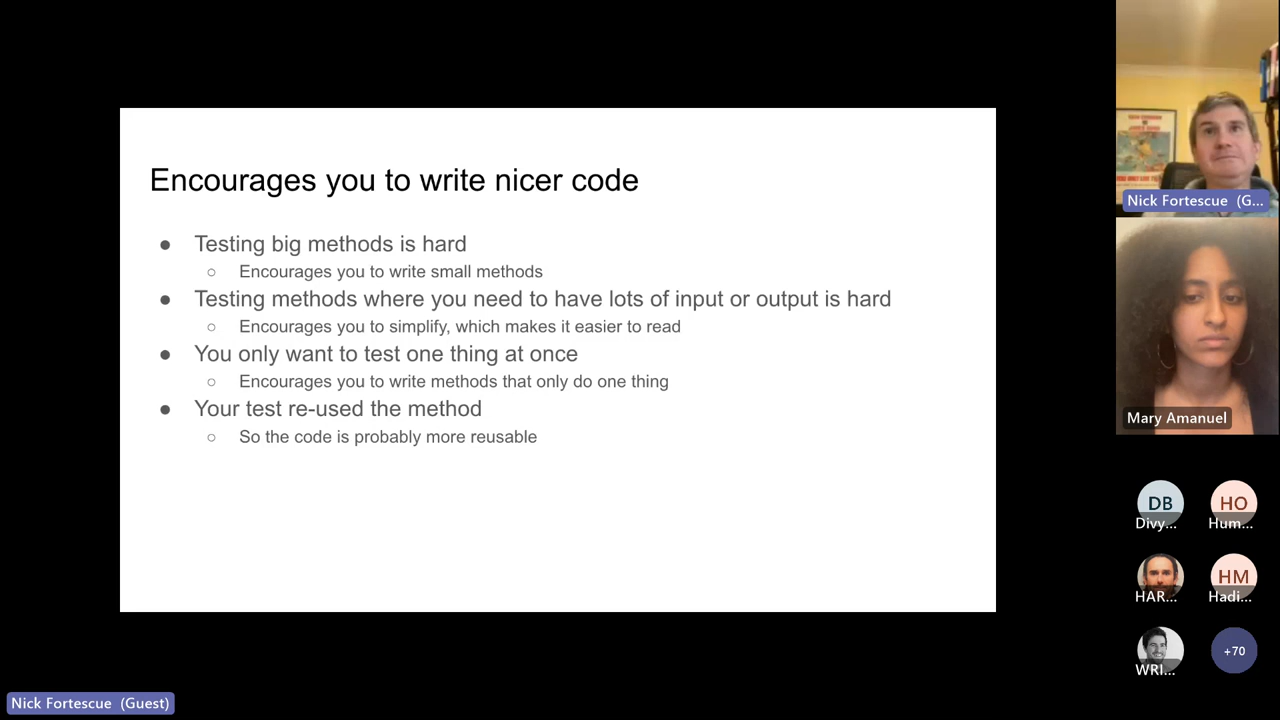 Encourages you to write nicer code
● Testing big methods is hard
○ Encourages you to write small methods
● Testing methods where you need to have lots of input or output is hard
○ Encourages you to simplify, which makes it easier to read
● You only want to test one thing at once
○ Encourages you to write methods that only do one thing
● Your test re-used the method
○ So the code is probably more reusable
Nick Fortescue (G...
Mary Amanuel
DB
HO
Divy...
Hum...
HM
HAR...
Hadi...
+70
WRI...
Nick Fortescue (Guest)